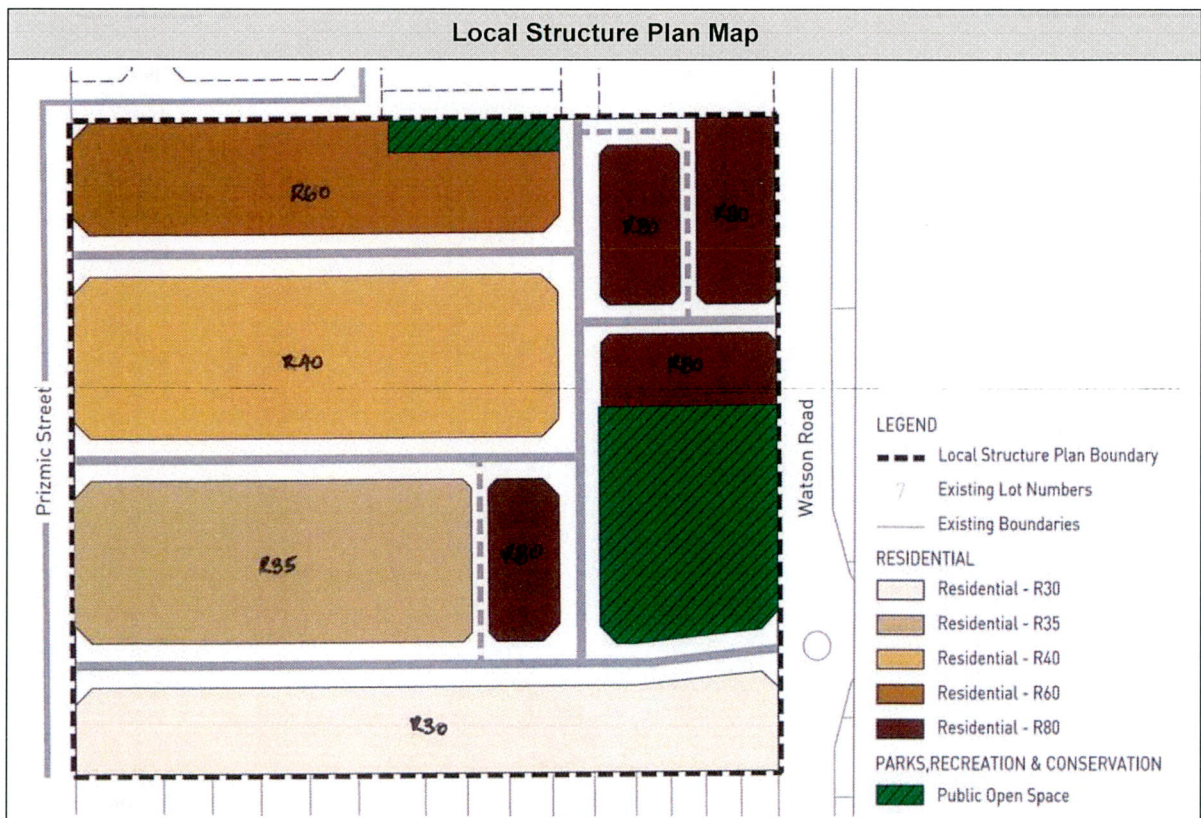 Local Structure Plan Map
R60
R80
R80
R40
R80
R35
R80
R30
Prizmic Street
Watson Road
LEGEND
Local Structure Plan Boundary
7 Existing Lot Numbers
Existing Boundaries
RESIDENTIAL
Residential - R30
Residential - R35
Residential - R40
Residential - R60
Residential - R80
PARKS,RECREATION & CONSERVATION
Public Open Space